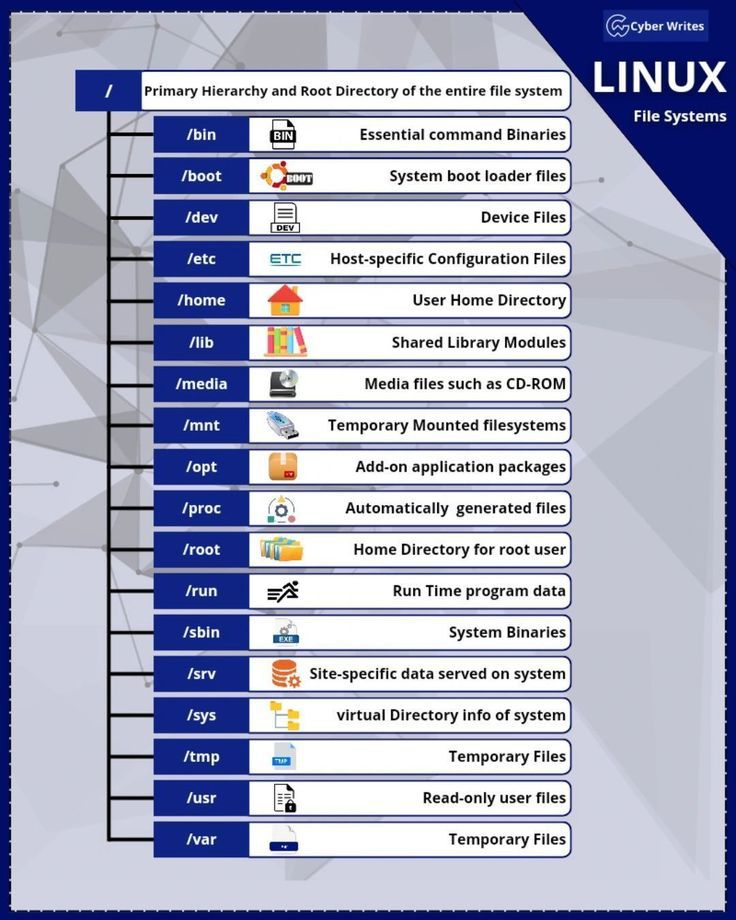 Cyber Writes
LINUX
File Systems
/ Primary Hierarchy and Root Directory of the entire file system
/bin BIN Essential command Binaries
/boot BOOT System boot loader files
/dev DEV Device Files
/etc ETC Host-specific Configuration Files
/home User Home Directory
/lib Shared Library Modules
/media Media files such as CD-ROM
/mnt Temporary Mounted filesystems
/opt Add-on application packages
/proc Automatically generated files
/root Home Directory for root user
/run Run Time program data
/sbin EXE System Binaries
/srv Site-specific data served on system
/sys virtual Directory info of system
/tmp TMP Temporary Files
/usr Read-only user files
/var Temporary Files